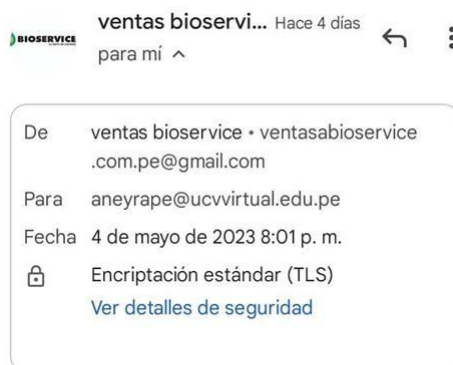 ventas bioservi... Hace 4 días
BIOSERVICE
para mí
De ventas bioservice • ventasabioservice
.com.pe@gmail.com
Para aneyrape@ucvvirtual.edu.pe
Fecha 4 de mayo de 2023 8:01 p. m.
Encriptación estándar (TLS)
Ver detalles de seguridad